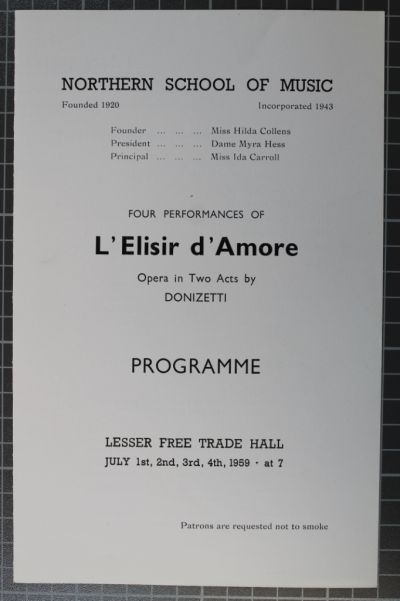 NORTHERN SCHOOL OF MUSIC
Founded 1920 Incorporated 1943
Founder ... ... ... Miss Hilda Collens
President ... ... ... Dame Myra Hess
Principal ... ... ... Miss Ida Carroll
FOUR PERFORMANCES OF
L'Elisir d'Amore
Opera in Two Acts by
DONIZETTI
PROGRAMME
LESSER FREE TRADE HALL
JULY 1st, 2nd, 3rd, 4th, 1959 · at 7
Patrons are requested not to smoke